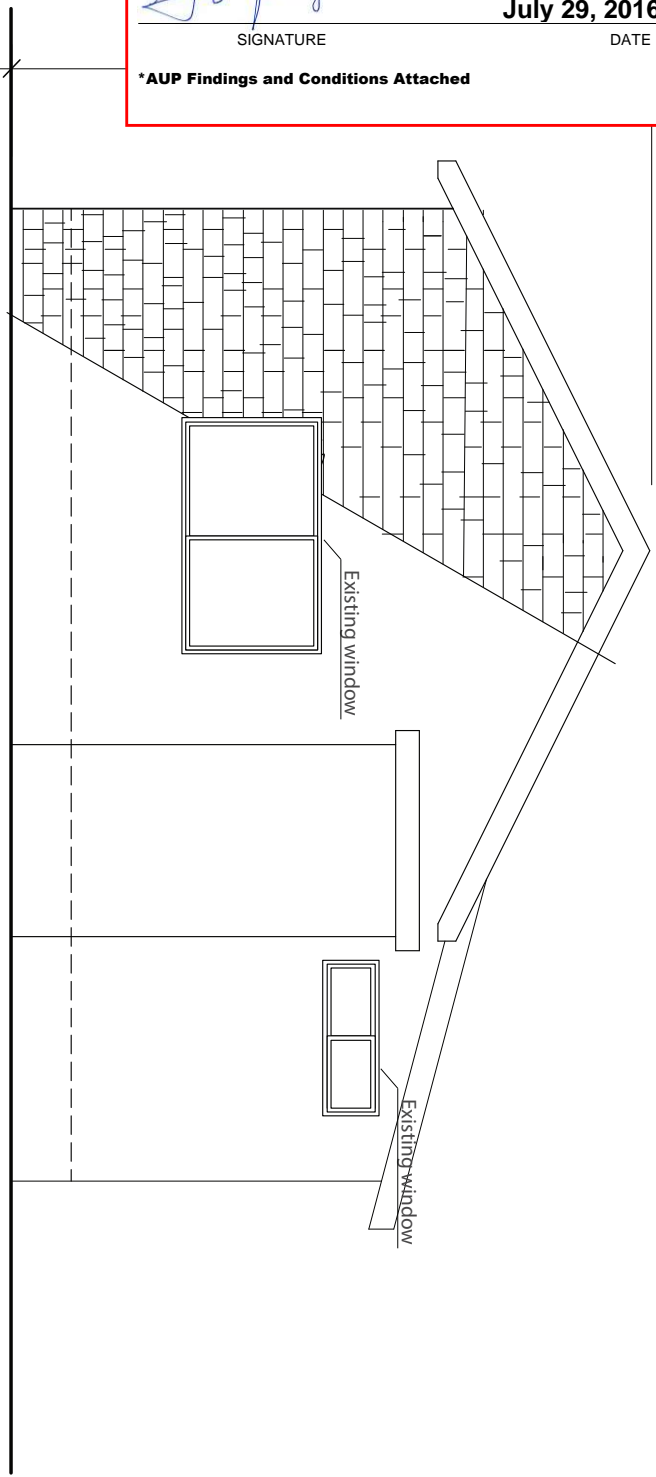 July 29, 2016
SIGNATURE DATE
*AUP Findings and Conditions Attached
Existing window
Existing window